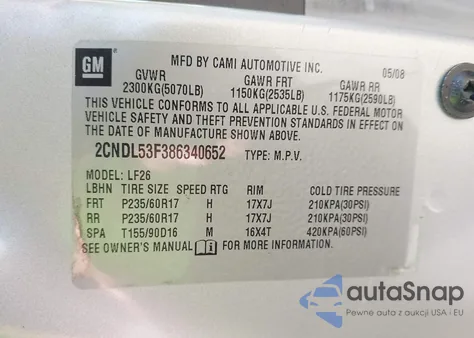 GM
MFD BY CAMI AUTOMOTIVE INC. 05/08
GVWR GAWR FRT GAWR RR
2300KG(5070LB) 1150KG(2535LB) 1175KG(2590LB)
THIS VEHICLE CONFORMS TO ALL APPLICABLE U.S. FEDERAL MOTOR
VEHICLE SAFETY AND THEFT PREVENTION STANDARDS IN EFFECT ON
THE DATE OF MANUFACTURE SHOWN ABOVE.
2CNDL53F386340652 TYPE: M.P.V.
MODEL: LF26
LBHN TIRE SIZE SPEED RTG RIM COLD TIRE PRESSURE
FRT P235/60R17 H 17X7J 210KPA(30PSI)
RR P235/60R17 H 17X7J 210KPA(30PSI)
SPA T155/90D16 M 16X4T 420KPA(60PSI)
SEE OWNER'S MANUAL FOR MORE INFORMATION.
autoSnap
Pewne auta z aukcji USA - EU